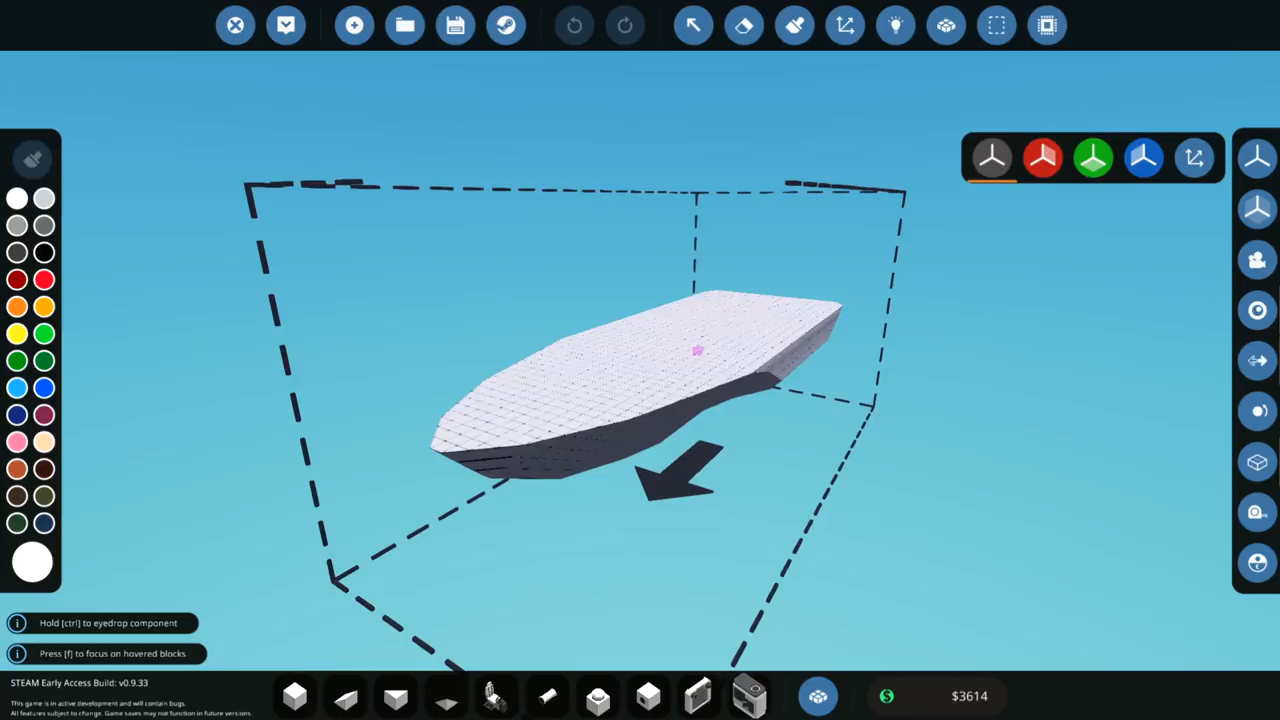 Hold [ctrl] to eyedrop component
Press [f] to focus on hovered blocks
STEAM Early Access Build: v0.9.33
This game is in active development and will contain bugs.
All features subject to change. Game saves may not function in future versions
$3614